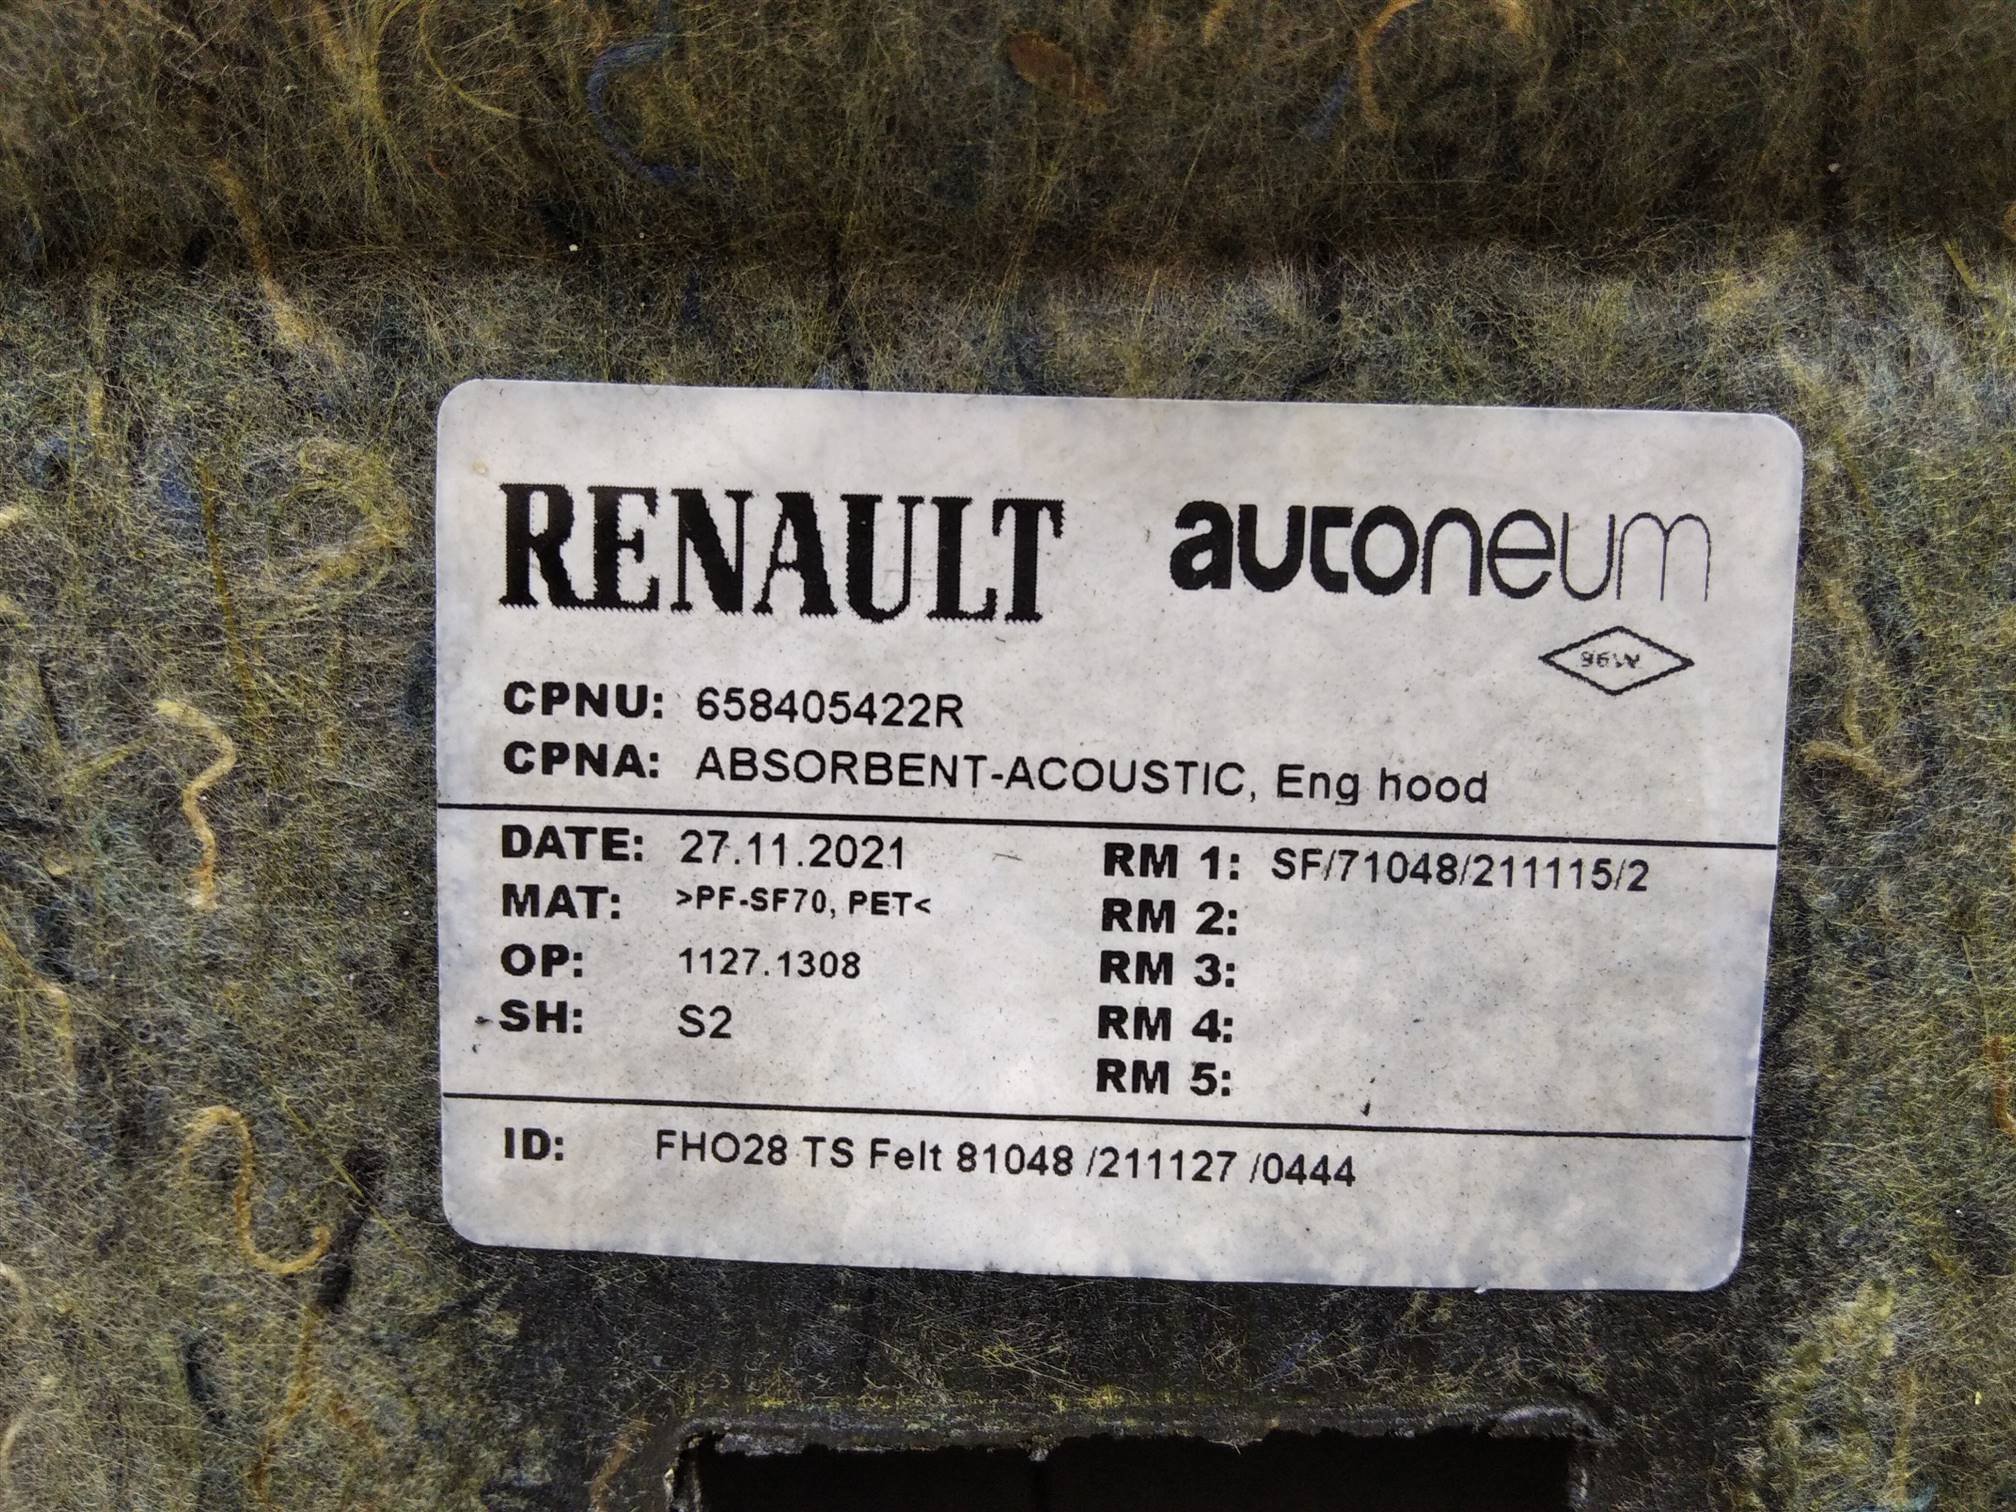 RENAULT autoneum
CPNU: 658405422R
CPNA: ABSORBENT-ACOUSTIC, Eng hood
DATE: 27.11.2021 RM 1: SF/71048/211115/2
MAT: >PF-SF70, PET< RM 2:
OP: 1127.1308 RM 3:
SH: S2 RM 4:
RM 5:
ID: FHO28 TS Felt 81048 /211127 /0444